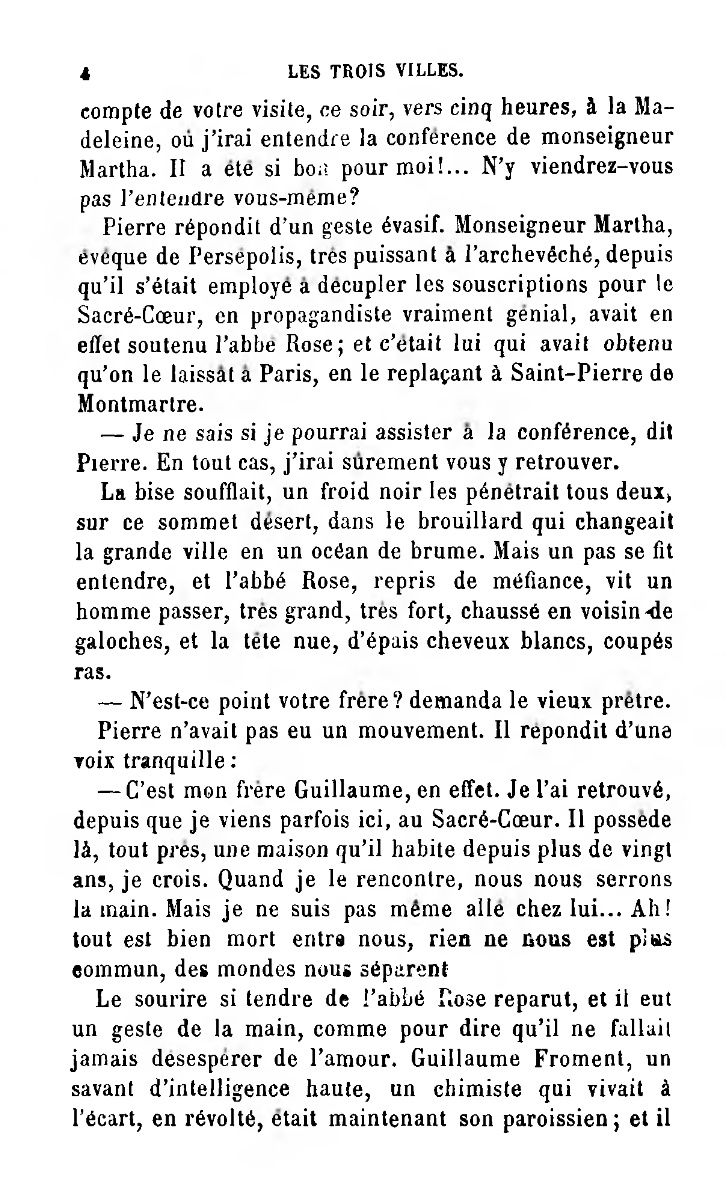 4 LES TROIS VILLES.
compte de votre visite, ce soir, vers cinq heures, à la Ma-
deleine, où j'irai entendre la conférence de monseigneur
Martha. Il a été si bon pour moi!... N'y viendrez-vous
pas l'entendre vous-même?
Pierre répondit d'un geste évasif. Monseigneur Martha,
évêque de Persépolis, très puissant à l'archevêché, depuis
qu'il s'était employé à décupler les souscriptions pour le
Sacré-Cœur, en propagandiste vraiment génial, avait en
effet soutenu l'abbé Rose; et c'était lui qui avait obtenu
qu'on le laissât à Paris, en le replaçant à Saint-Pierre de
Montmartre.
— Je ne sais si je pourrai assister à la conférence, dit
Pierre. En tout cas, j'irai sûrement vous y retrouver.
La bise soufflait, un froid noir les pénétrait tous deux,
sur ce sommet désert, dans le brouillard qui changeait
la grande ville en un océan de brume. Mais un pas se fit
entendre, et l'abbé Rose, repris de méfiance, vit un
homme passer, très grand, très fort, chaussé en voisin de
galoches, et la tête nue, d'épais cheveux blancs, coupés
ras.
— N'est-ce point votre frère? demanda le vieux prêtre.
Pierre n'avait pas eu un mouvement. Il répondit d'une
voix tranquille :
— C'est mon frère Guillaume, en effet. Je l'ai retrouvé,
depuis que je viens parfois ici, au Sacré-Cœur. Il possède
là, tout près, une maison qu'il habite depuis plus de vingt
ans, je crois. Quand je le rencontre, nous nous serrons
la main. Mais je ne suis pas même allé chez lui... Ah!
tout est bien mort entre nous, rien ne nous est plus
commun, des mondes nous séparent
Le sourire si tendre de l'abbé Rose reparut, et il eut
un geste de la main, comme pour dire qu'il ne fallait
jamais désespérer de l'amour. Guillaume Froment, un
savant d'intelligence haute, un chimiste qui vivait à
l'écart, en révolté, était maintenant son paroissien; et il